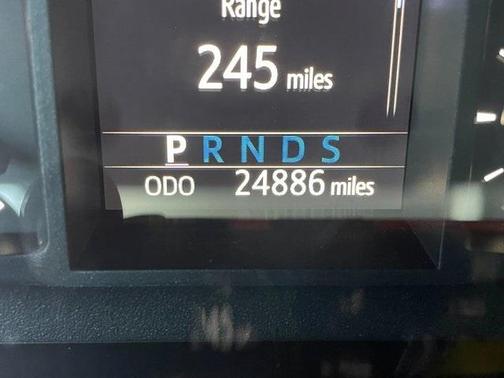 Range
245 miles
P R N D S
ODO 24886 miles